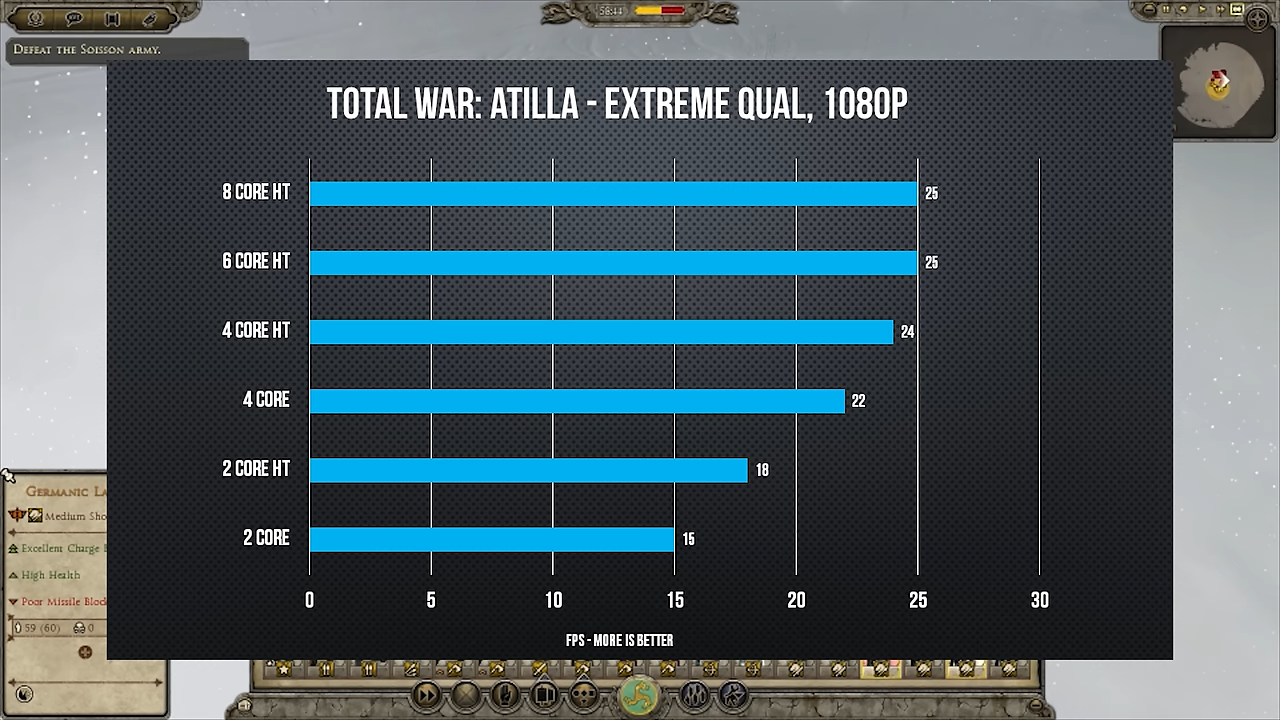 58:44
Defeat the Soisson army.
TOTAL WAR: ATILLA - EXTREME QUAL, 1080P
8 CORE HT 25
6 CORE HT 25
4 CORE HT 24
4 CORE 22
2 CORE HT 18
2 CORE 15
0 5 10 15 20 25 30
FPS - MORE IS BETTER
Germanic
Medium
Excellent Charge
High Health
Poor Missile
59 (60) 0